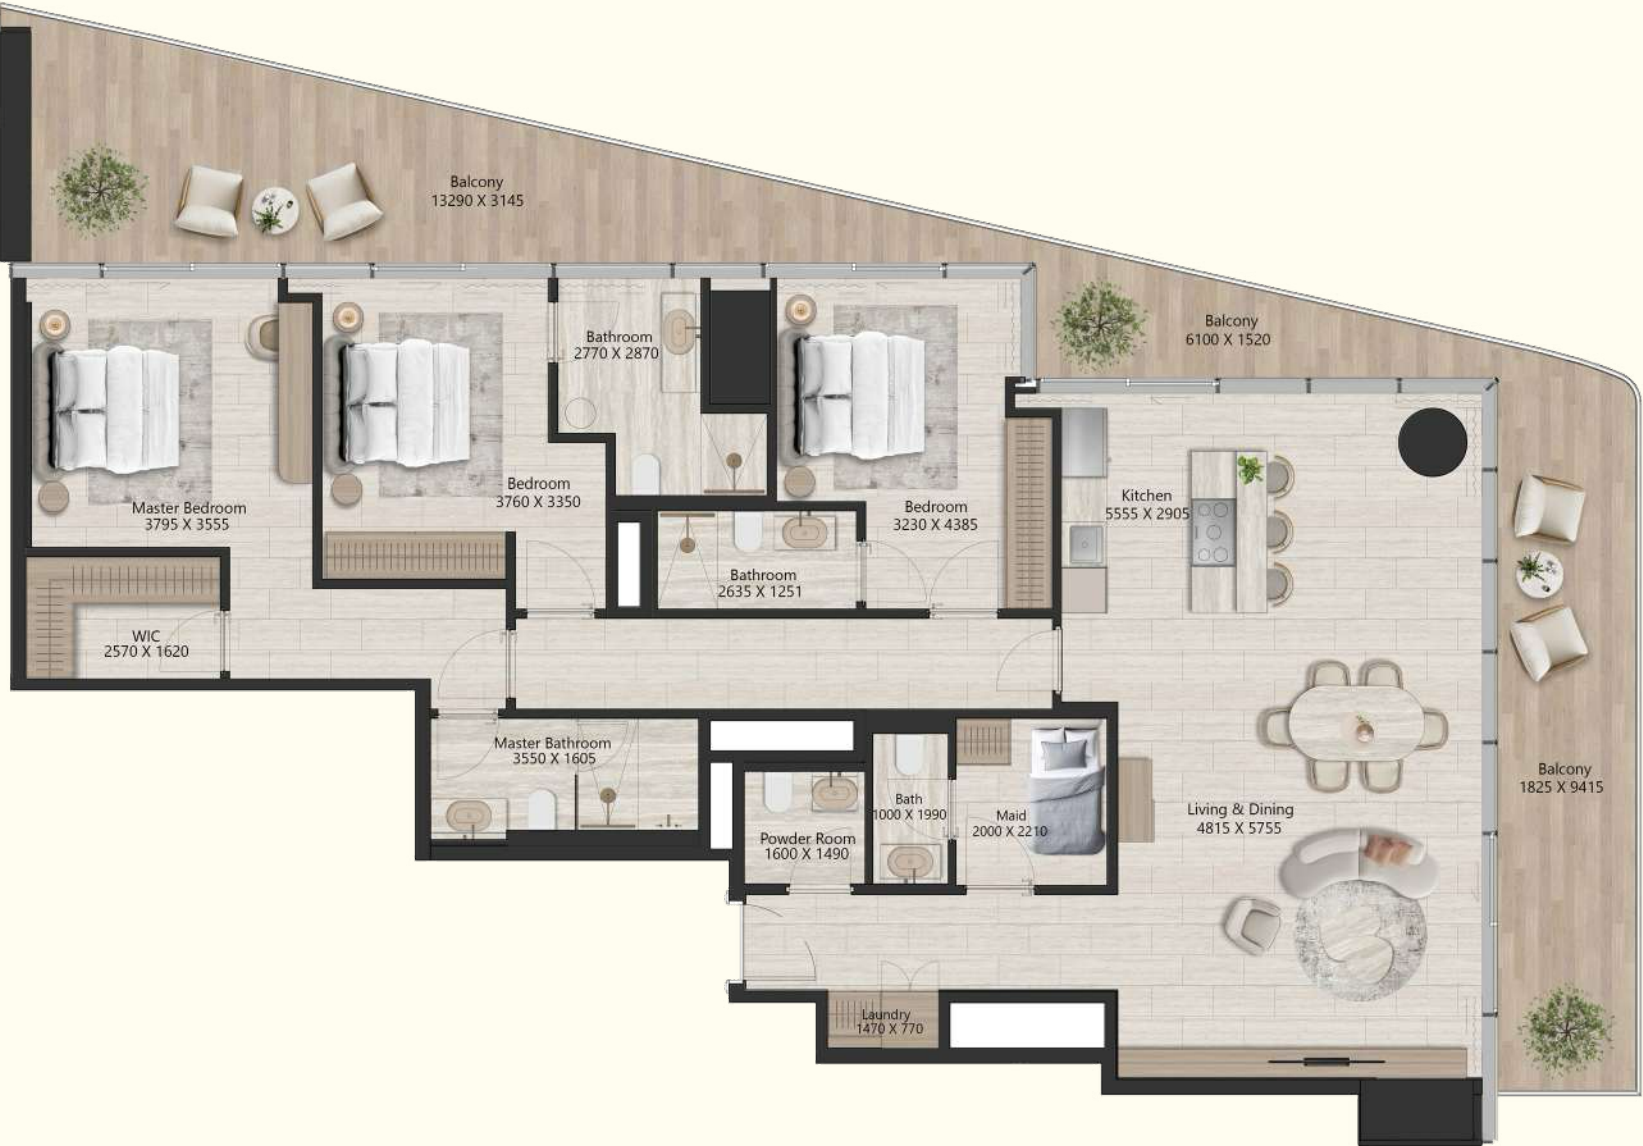 Balcony
13290 X 3145
Balcony
6100 X 1520
Bathroom
2770 X 2870
Master Bedroom
3795 X 3555
Bedroom
3760 X 3350
Bedroom
3230 X 4385
Kitchen
5555 X 2905
Bathroom
2635 X 1251
WIC
2570 X 1620
Master Bathroom
3550 X 1605
Balcony
1825 X 9415
Living & Dining
4815 X 5755
Bath
1000 X 1990
Maid
2000 X 2210
Powder Room
1600 X 1490
Laundry
1470 X 770